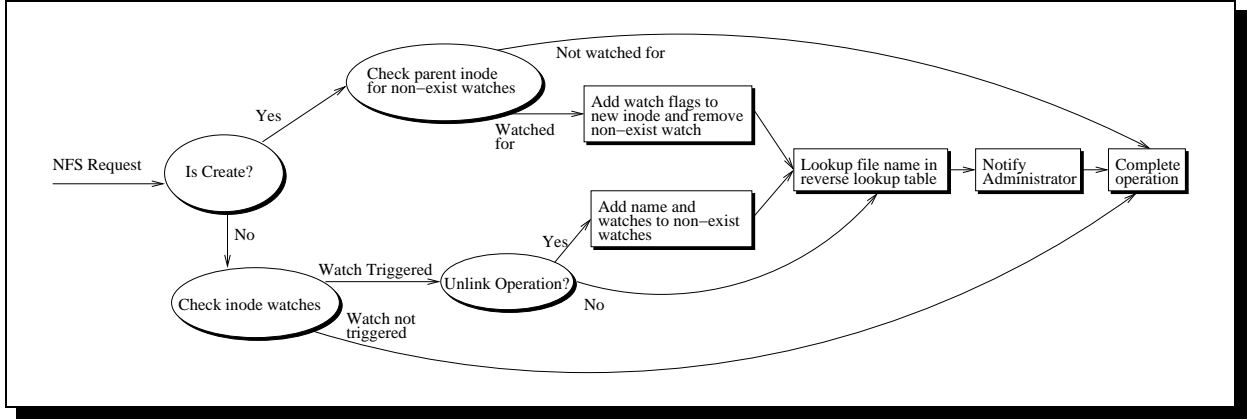 NFS Request
Is Create?
Yes
No
Check parent inode
for non−exist watches
Not watched for
Watched
for
Add watch flags to
new inode and remove
non−exist watch
Check inode watches
Watch Triggered
Watch not
triggered
Unlink Operation?
Yes
No
Add name and
watches to non−exist
watches
Lookup file name in
reverse lookup table
Notify
Administrator
Complete
operation